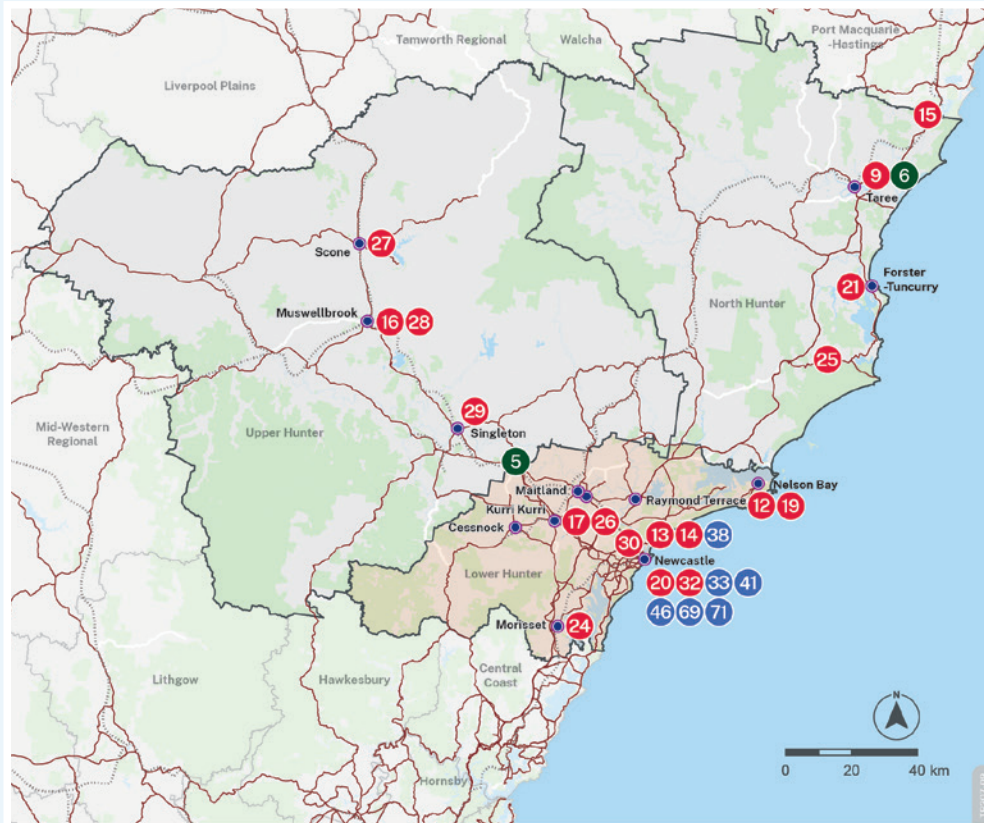 Port Macquarie
-Hastings
Tamworth Regional
Walcha
Liverpool Plains
15
9 6
Taree
27
Scone
21
Forster
-Tuncurry
North Hunter
Muswellbrook
16 28
25
29
Mid-Western
Regional
Upper Hunter
Singleton
5
Maitland
Nelson Bay
Raymond Terrace
12 19
Kurri Kurri
17 26
Cessnock
30 13 14 38
Newcastle
Lower Hunter
20 32 33 41
46 69 71
Morisset
24
Central
Coast
Lithgow
Hawkesbury
N
Hornsby
0 20 40 km